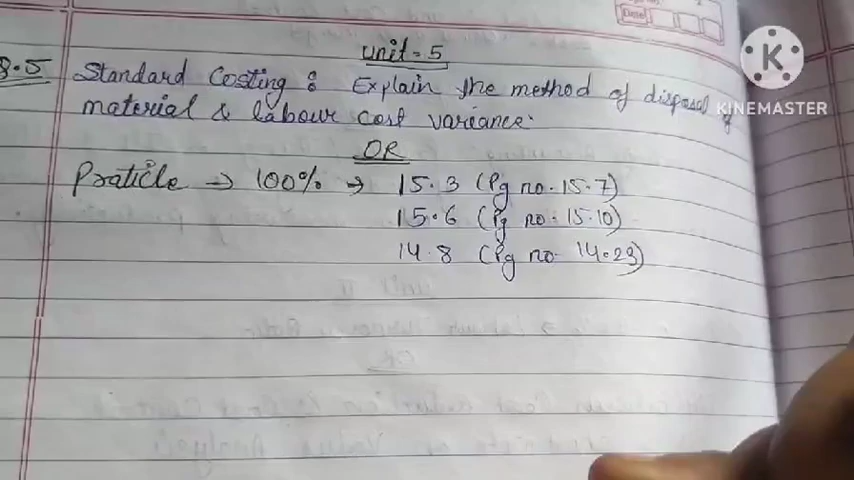 Date
Unit - 5
8.5 Standard Costing : Explain the method of disposal of
material & labour cost variance.
OR
Praticle → 100% → 15.3 (Pg no. 15.7)
15.6 (Pg no. 15.10)
14.8 (Pg no. 14.23)
K
KINEMASTER